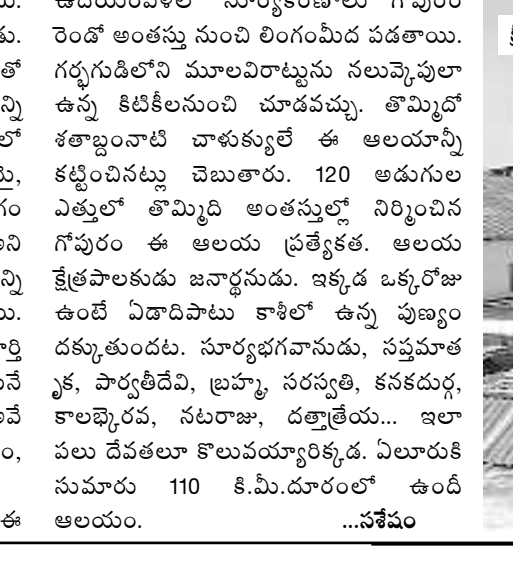 ఉదయంవేళల సూర్యకిరణాలు గోపురం
రెండో అంతస్తు నుంచి లింగంమీద పడతాయి.
గర్భగుడిలోని మూలవిరాట్టును నలువైపులా
ఉన్న కిటికీలనుంచి చూడవచ్చు. తొమ్మిదో
శతాబ్దంనాటి చాళుక్యులే ఈ ఆలయాన్నీ
కట్టించినట్లు చెబుతారు. 120 అడుగుల
ఎత్తులో తొమ్మిది అంతస్తుల్లో నిర్మించిన
గోపురం ఈ ఆలయ ప్రత్యేకత. ఆలయ
క్షేత్రపాలకుడు జనార్థనుడు. ఇక్కడ ఒక్కరోజు
ఉంటే ఏడాదిపాటు కాశీలో ఉన్న పుణ్యం
దక్కుతుందట. సూర్యభగవానుడు, సప్తమాత
ృక, పార్వతీదేవి, బ్రహ్మ, సరస్వతి, కనకదుర్గ,
కాలభైరవ, నటరాజు, దత్తాత్రేయ... ఇలా
పలు దేవతలూ కొలువయ్యారిక్కడ. ఏలూరుకి
సుమారు 110 కి.మీ.దూరంలో ఉందీ
ఆలయం. ...సశేషం